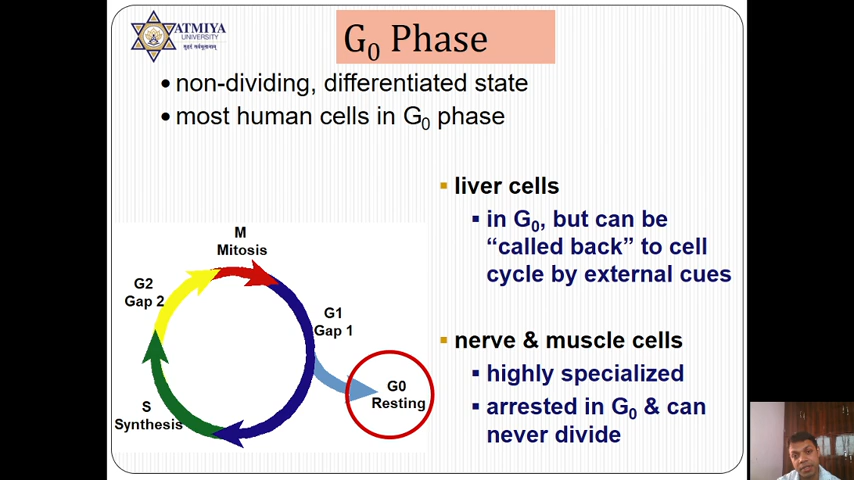 ATMIYA
UNIVERSITY
G0 Phase
• non-dividing, differentiated state
• most human cells in G0 phase
▪ liver cells
▪ in G0, but can be
“called back” to cell
cycle by external cues
▪ nerve & muscle cells
▪ highly specialized
▪ arrested in G0 & can
never divide
M
Mitosis
G2
Gap 2
G1
Gap 1
S
Synthesis
G0
Resting